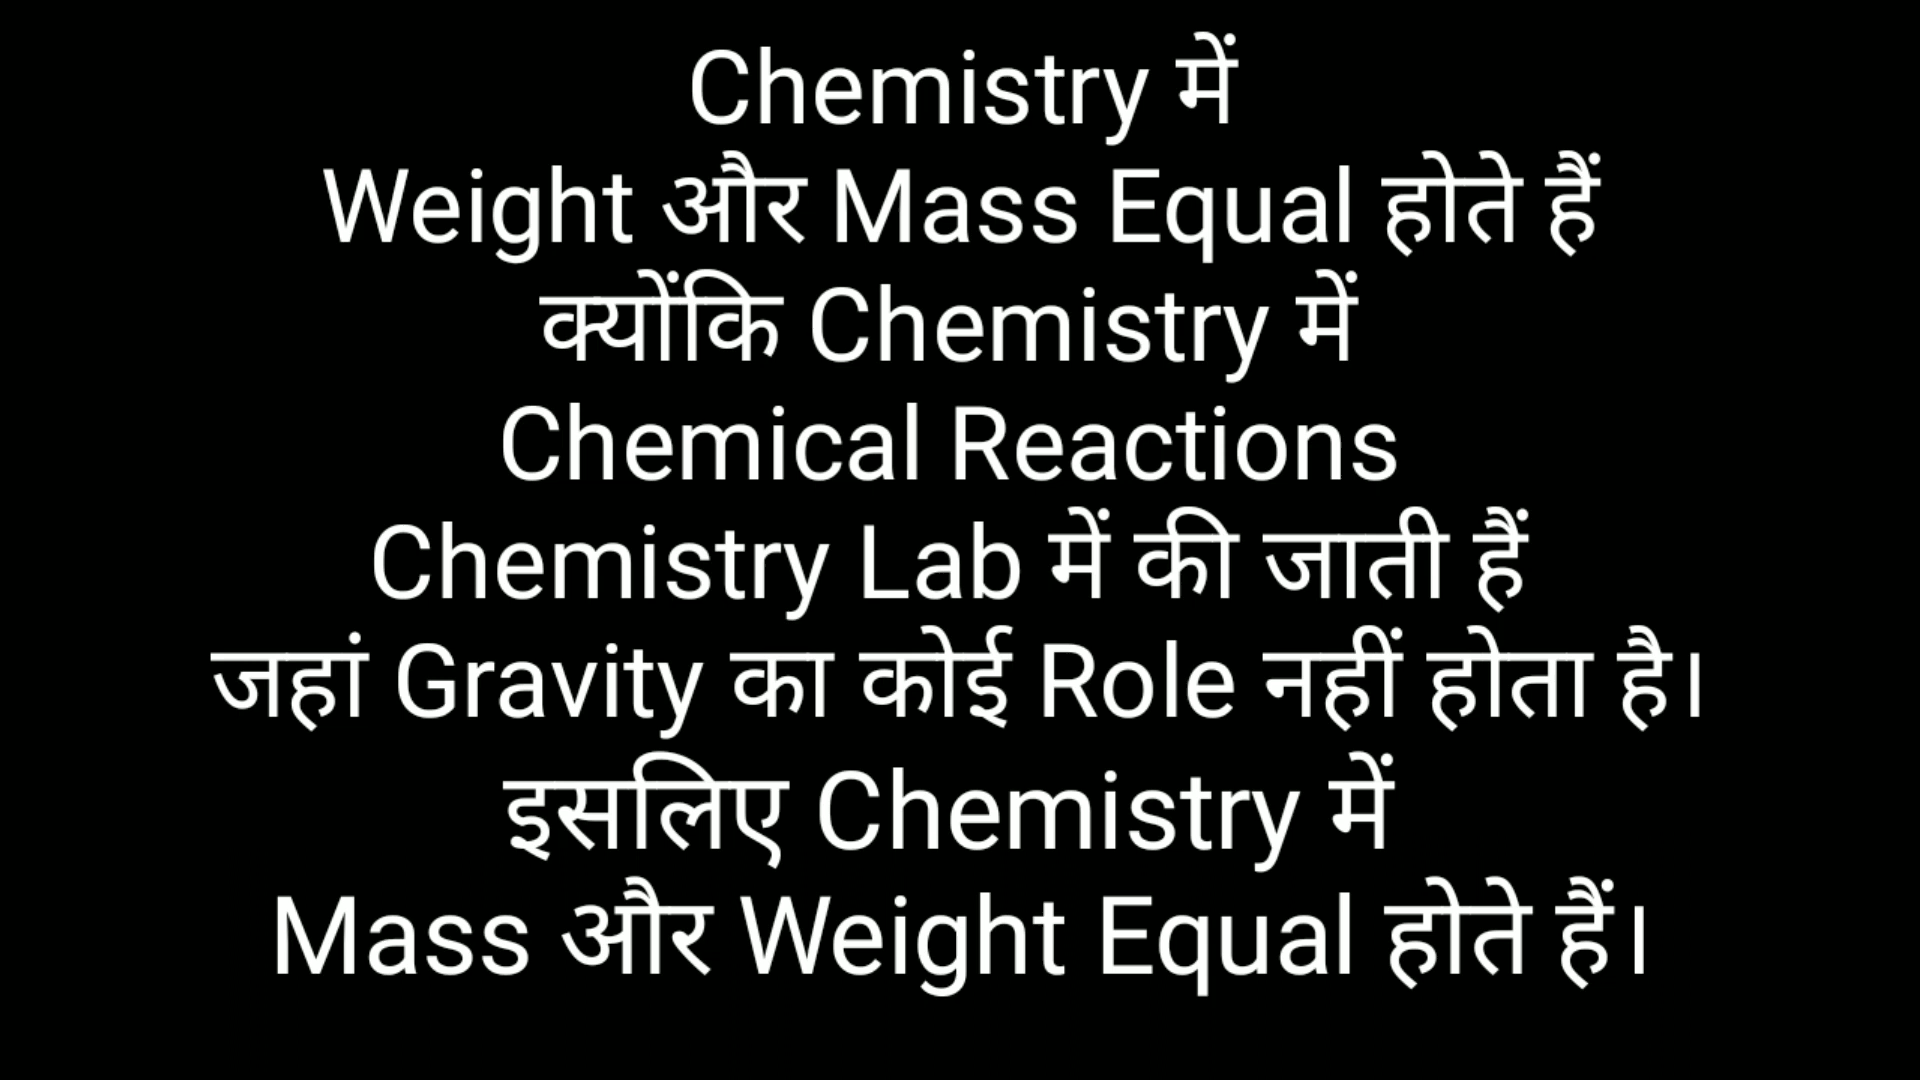 Chemistry में
Weight और Mass Equal होते हैं
क्योंकि Chemistry में
Chemical Reactions
Chemistry Lab में की जाती हैं
जहां Gravity का कोई Role नहीं होता है।
इसलिए Chemistry में
Mass और Weight Equal होते हैं।